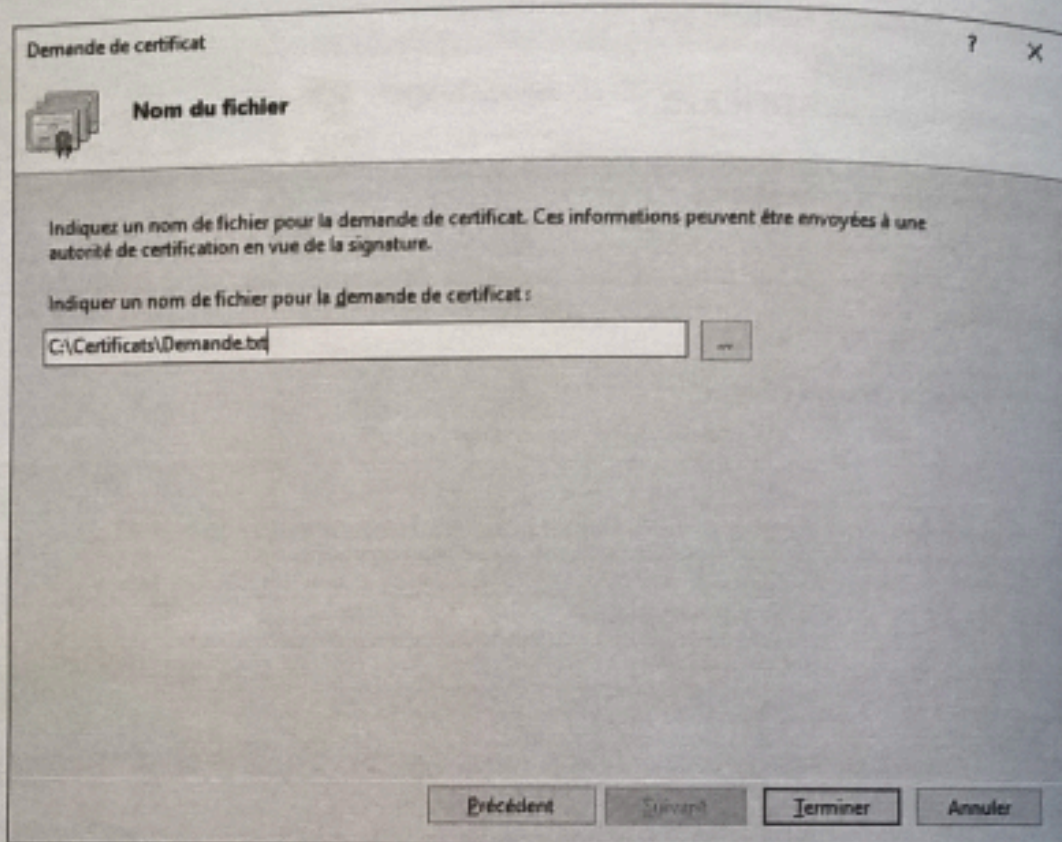 Demande de certificat
?
X
Nom du fichier
Indiquez un nom de fichier pour la demande de certificat. Ces informations peuvent être envoyées à une
autorité de certification en vue de la signature.
Indiquer un nom de fichier pour la demande de certificat :
C:\Certificats\Demande.txt
...
Précédent
Suivant
Terminer
Annuler